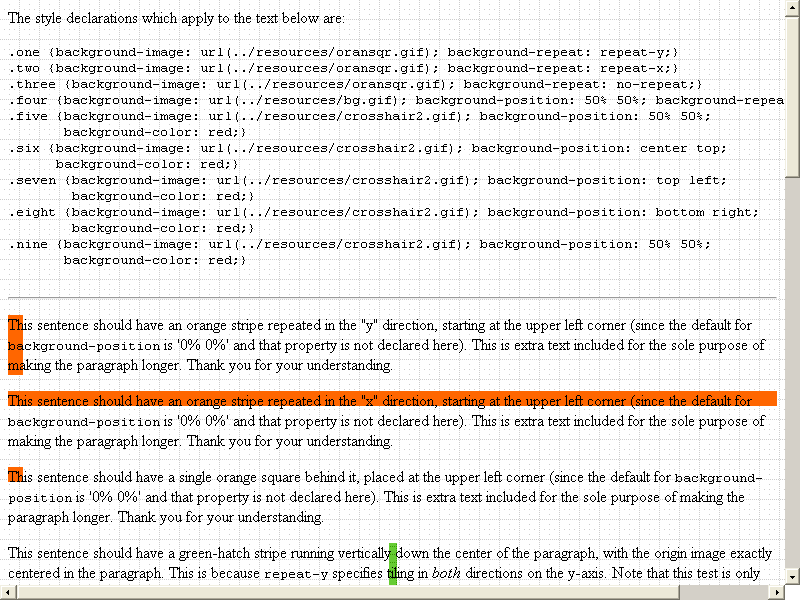 The style declarations which apply to the text below are:
.one {background-image: url(../resources/oransqr.gif); background-repeat: repeat-y;}
.two {background-image: url(../resources/oransqr.gif); background-repeat: repeat-x;}
.three {background-image: url(../resources/oransqr.gif); background-repeat: no-repeat;}
.four {background-image: url(../resources/bg.gif); background-position: 50% 50%; background-repea
.five {background-image: url(../resources/crosshair2.gif); background-position: 50% 50%;
background-color: red;}
.six {background-image: url(../resources/crosshair2.gif); background-position: center top;
background-color: red;}
.seven {background-image: url(../resources/crosshair2.gif); background-position: top left;
background-color: red;}
.eight {background-image: url(../resources/crosshair2.gif); background-position: bottom right;
background-color: red;}
.nine {background-image: url(../resources/crosshair2.gif); background-position: 50% 50%;
background-color: red;}
This sentence should have an orange stripe repeated in the "y" direction, starting at the upper left corner (since the default for
background-position is '0% 0%' and that property is not declared here). This is extra text included for the sole purpose of
making the paragraph longer. Thank you for your understanding.
This sentence should have an orange stripe repeated in the "x" direction, starting at the upper left corner (since the default for
background-position is '0% 0%' and that property is not declared here). This is extra text included for the sole purpose of
making the paragraph longer. Thank you for your understanding.
This sentence should have a single orange square behind it, placed at the upper left corner (since the default for background-
position is '0% 0%' and that property is not declared here). This is extra text included for the sole purpose of making the
paragraph longer. Thank you for your understanding.
This sentence should have a green-hatch stripe running vertically down the center of the paragraph, with the origin image exactly
centered in the paragraph. This is because repeat-y specifies tiling in both directions on the y-axis. Note that this test is only